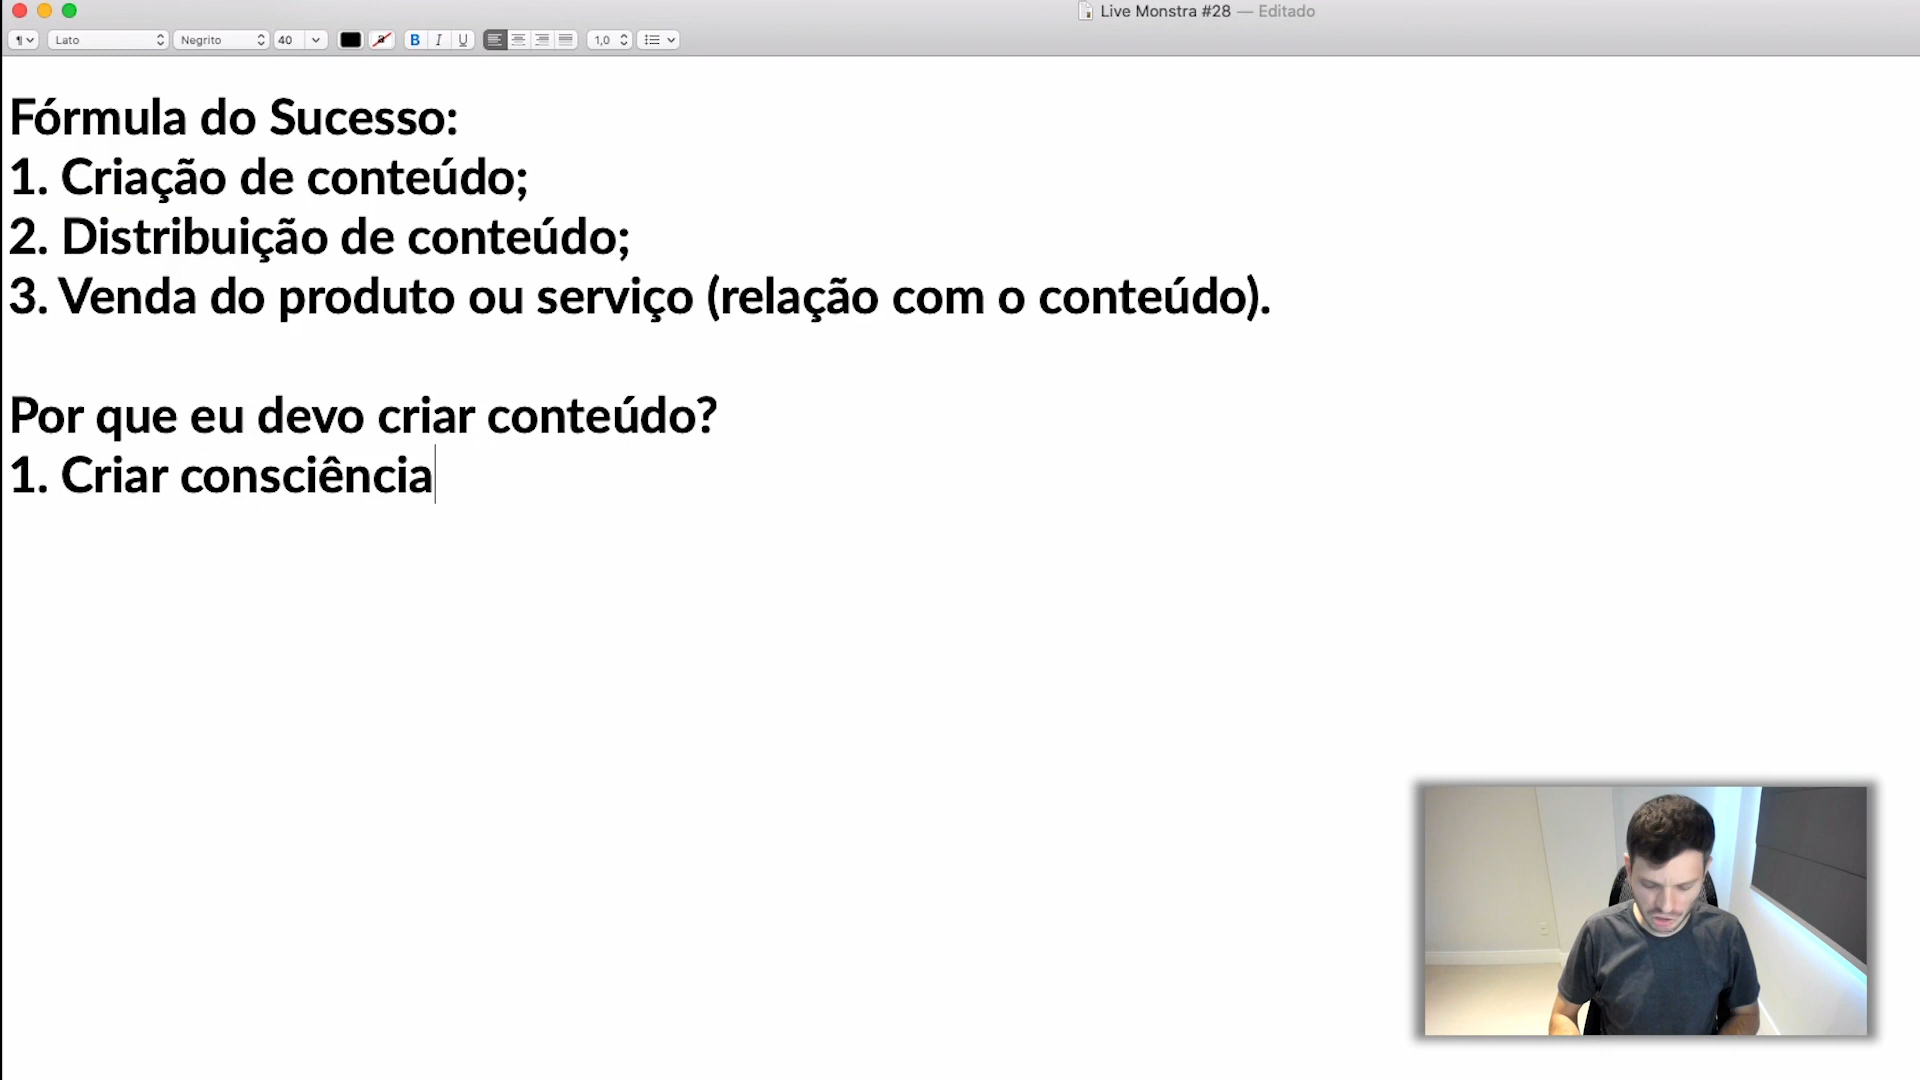 Live Monstra #28 — Editado
¶ Lato Negrito 40 a B I U 1,0
Fórmula do Sucesso:
1. Criação de conteúdo;
2. Distribuição de conteúdo;
3. Venda do produto ou serviço (relação com o conteúdo).
Por que eu devo criar conteúdo?
1. Criar consciência